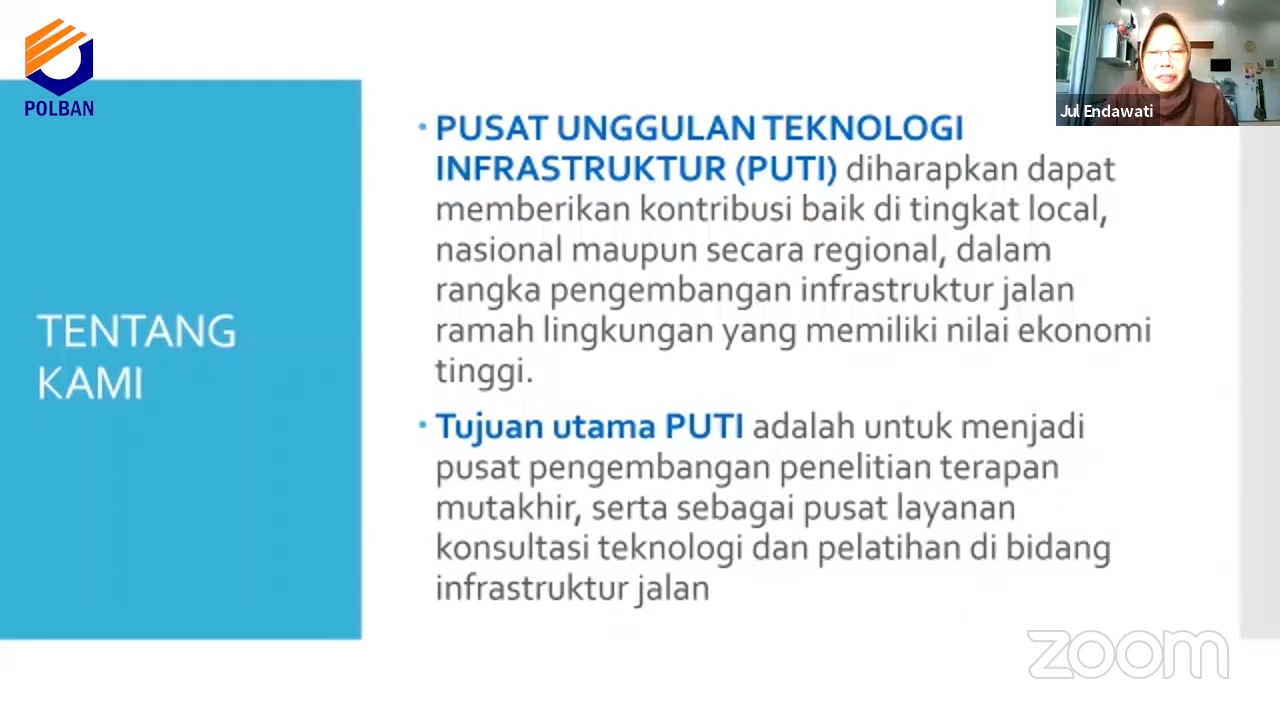 POLBAN
Jul Endawati
TENTANG
KAMI
• PUSAT UNGGULAN TEKNOLOGI
INFRASTRUKTUR (PUTI) diharapkan dapat
memberikan kontribusi baik di tingkat local,
nasional maupun secara regional, dalam
rangka pengembangan infrastruktur jalan
ramah lingkungan yang memiliki nilai ekonomi
tinggi.
• Tujuan utama PUTI adalah untuk menjadi
pusat pengembangan penelitian terapan
mutakhir, serta sebagai pusat layanan
konsultasi teknologi dan pelatihan di bidang
infrastruktur jalan
zoom